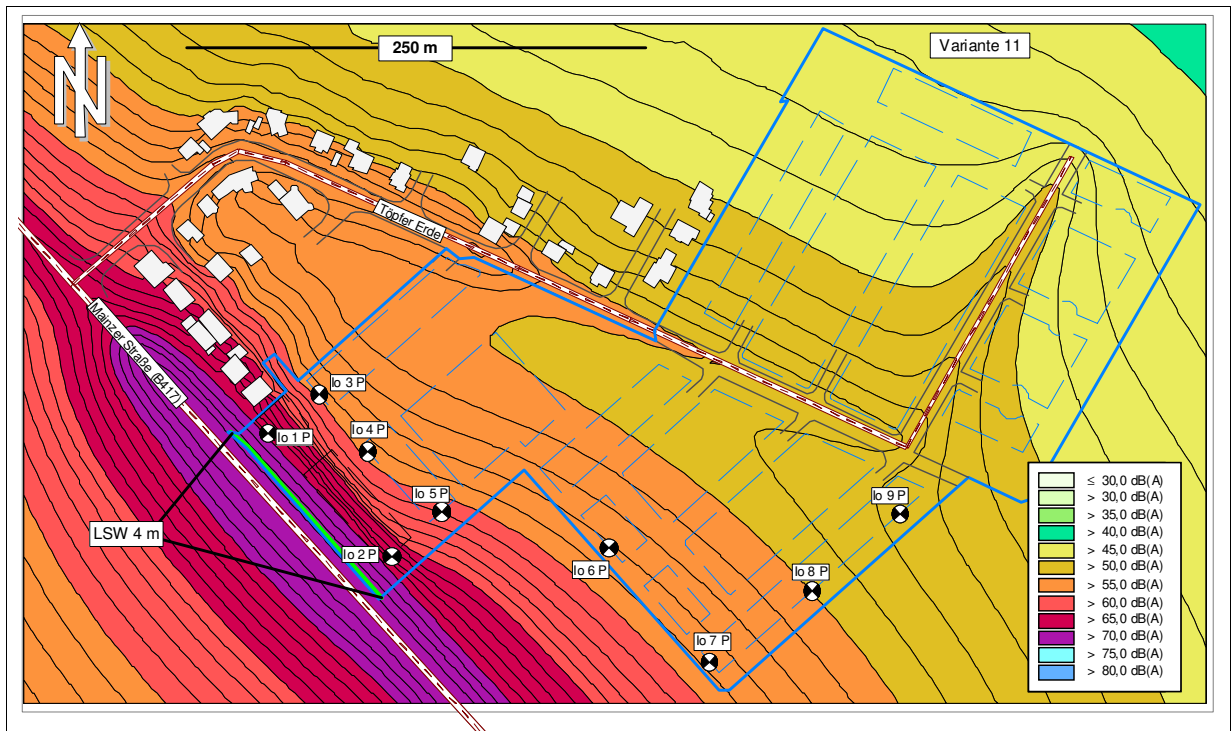 N
250 m
Variante 11
Töpfer Erde
Mainzer Straße (B417)
Io 3 P
Io 1 P
Io 4 P
Io 5 P
LSW 4 m
Io 2 P
Io 6 P
Io 9 P
Io 8 P
Io 7 P
≤ 30,0 dB(A)
> 30,0 dB(A)
> 35,0 dB(A)
> 40,0 dB(A)
> 45,0 dB(A)
> 50,0 dB(A)
> 55,0 dB(A)
> 60,0 dB(A)
> 65,0 dB(A)
> 70,0 dB(A)
> 75,0 dB(A)
> 80,0 dB(A)